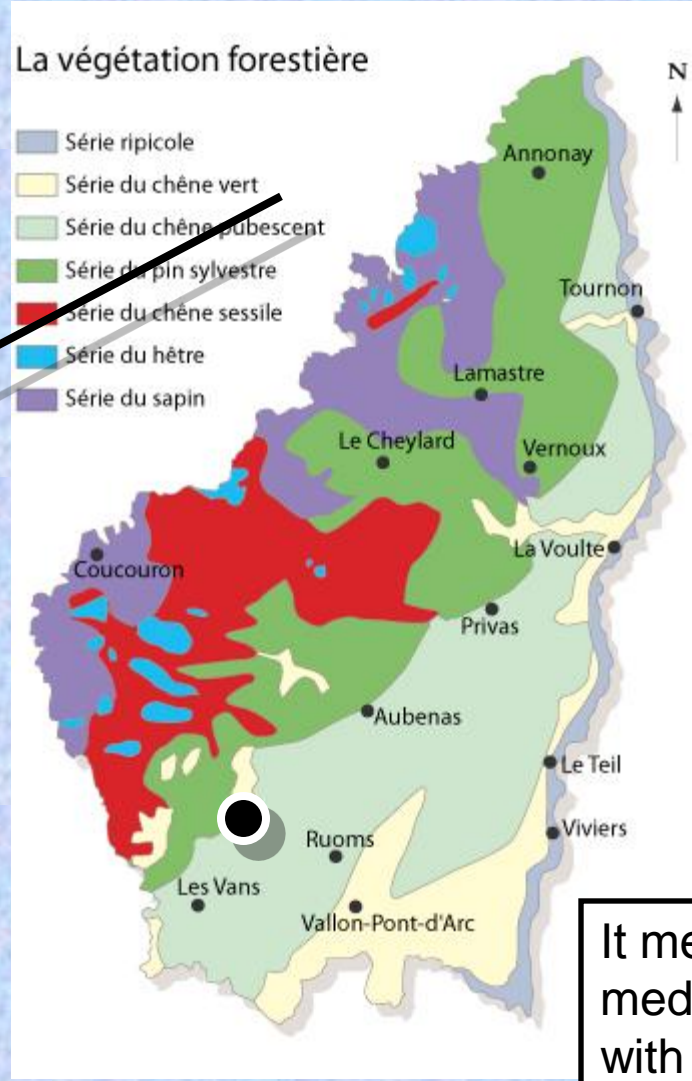 La végétation forestière
N
Série ripicole
Série du chêne vert
Série du chêne pubescent
Série du pin sylvestre
Série du chêne sessile
Série du hêtre
Série du sapin
Annonay
Tournon
Lamastre
Le Cheylard
Vernoux
La Voulte
Coucouron
Privas
Aubenas
Le Teil
Viviers
Ruoms
Les Vans
Vallon-Pont-d'Arc
It me
med
with